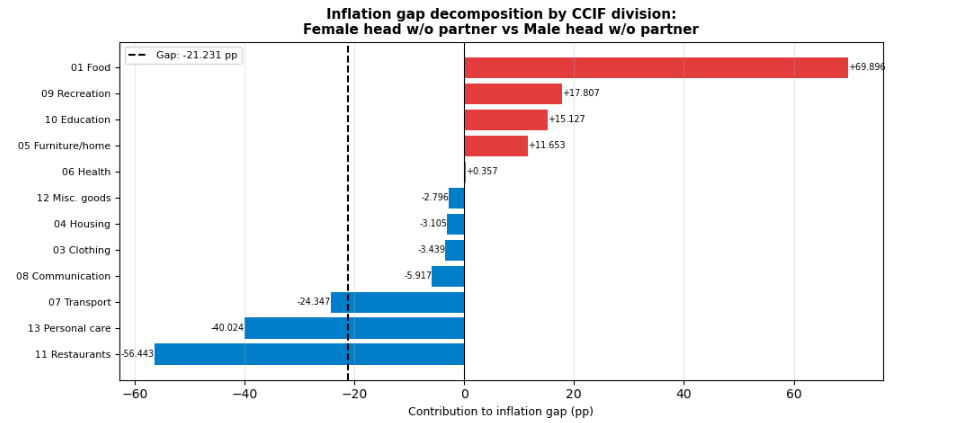 Inflation gap decomposition by CCIF division:
Female head w/o partner vs Male head w/o partner
Gap: -21.231 pp
01 Food +69.896
09 Recreation +17.807
10 Education +15.127
05 Furniture/home +11.653
06 Health +0.357
12 Misc. goods -2.796
04 Housing -3.105
03 Clothing -3.439
08 Communication -5.917
07 Transport -24.347
13 Personal care -40.024
11 Restaurants -56.443
−60 −40 −20 0 20 40 60
Contribution to inflation gap (pp)